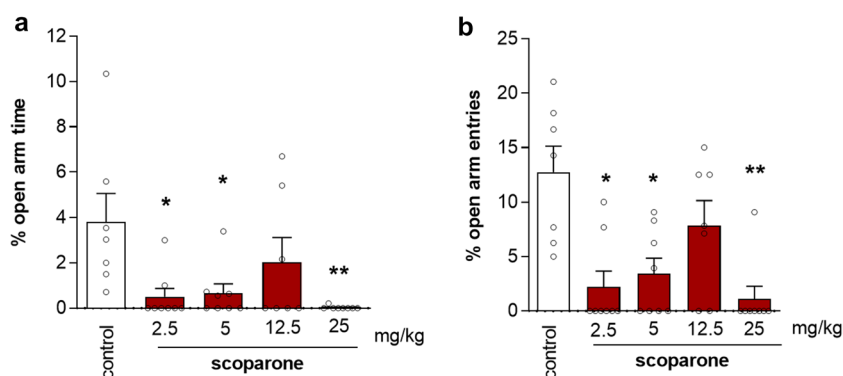 a
12
10
8
6
4
2
0
% open arm time
* * **
control 2.5 5 12.5 25 mg/kg
scoparone
b
25
20
15
10
5
0
% open arm entries
* * **
control 2.5 5 12.5 25 mg/kg
scoparone